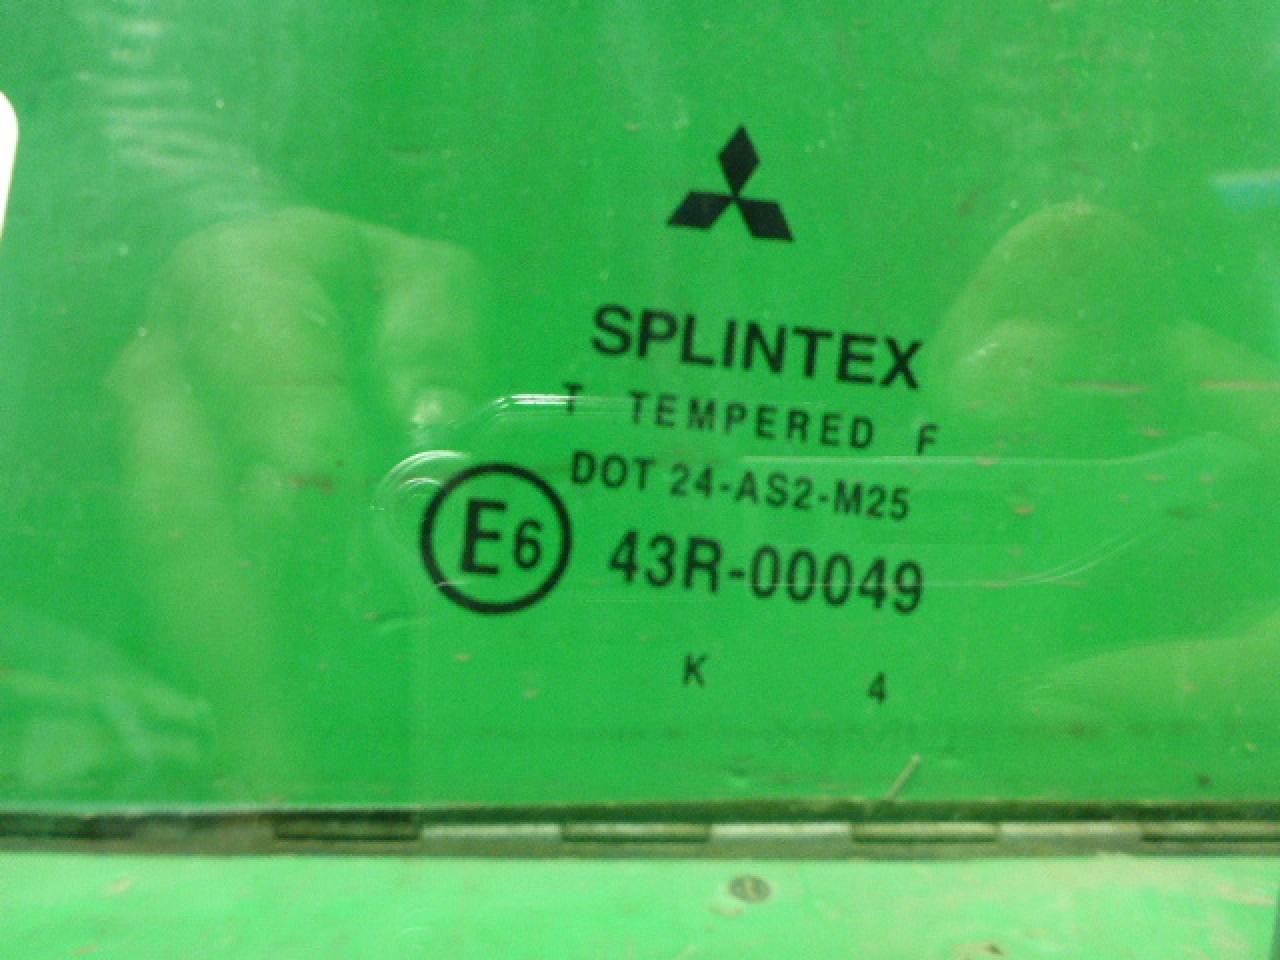 SPLINTEX
T TEMPERED F
DOT 24-AS2-M25
E6 43R-00049
K 4